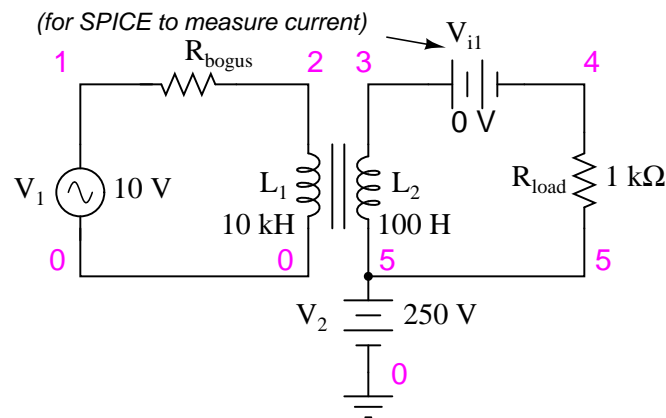 (for SPICE to measure current)
1
R bogus
2
3
V i1
4
0 V
V 1
10 V
L 1
10 kH
L 2
100 H
R load
1 kΩ
0
0
5
5
V 2
250 V
0